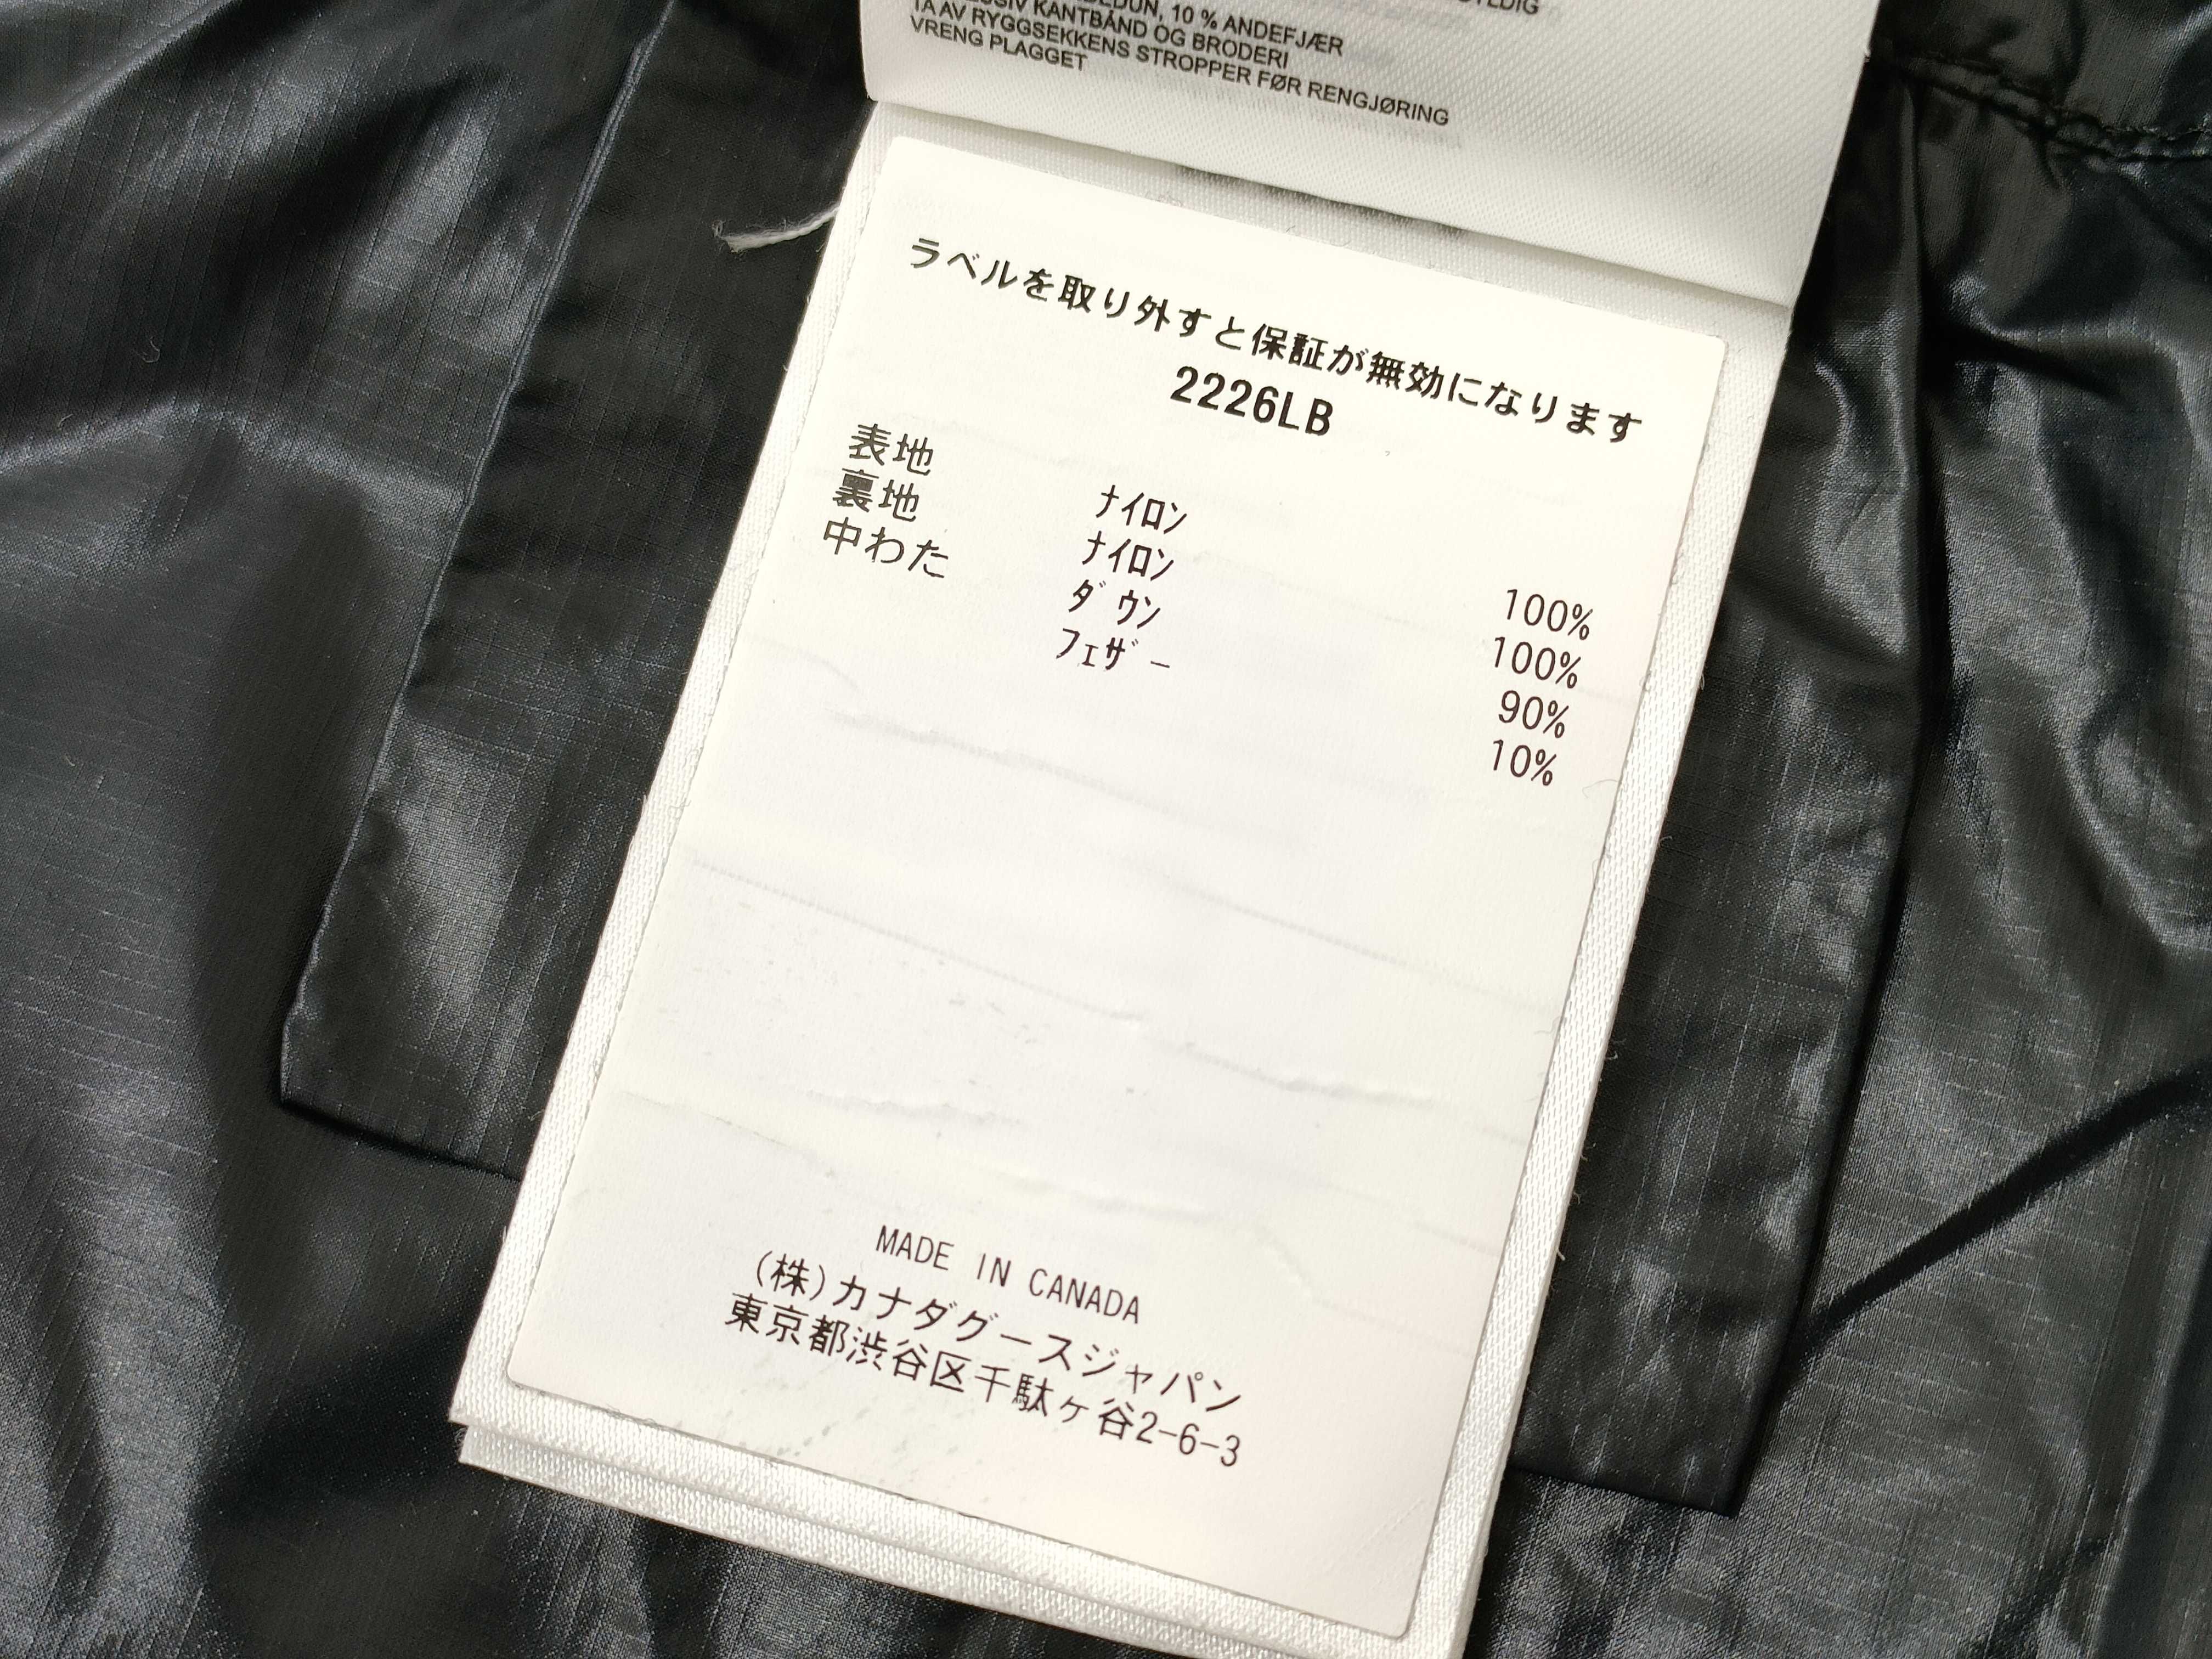 DUN, 10 % ANDEFJÆR
KANTBÅND OG BRODERI
TA AV RYGGSEKKENS STROPPER FØR RENGJØRING
VRENG PLAGGET
ラベルを取り外すと保証が無効になります
2226LB
表地 ﾅｲﾛﾝ 100%
裏地 ﾅｲﾛﾝ 100%
中わた ﾀﾞｳﾝ 90%
ﾌｪｻﾞｰ 10%
MADE IN CANADA
(株)カナダグースジャパン
東京都渋谷区千駄ヶ谷2-6-3